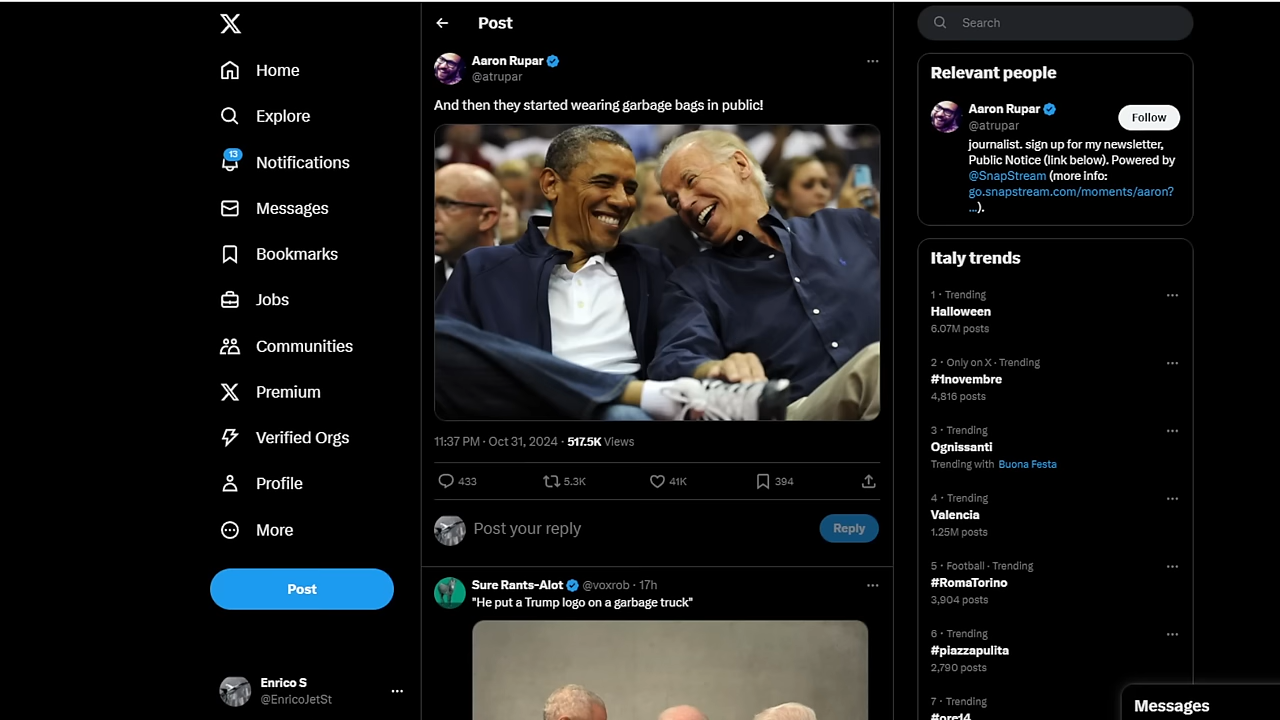 Home
Explore
13
Notifications
Messages
Bookmarks
Jobs
Communities
Premium
Verified Orgs
Profile
More
Post
Enrico S
@EnricoJetSt
Post
Aaron Rupar
@atrupar
And then they started wearing garbage bags in public!
11:37 PM · Oct 31, 2024 · 517.5K Views
433 5.3K 41K 394
Post your reply
Reply
Sure Rants-Alot @voxrob · 17h
"He put a Trump logo on a garbage truck"
Search
Relevant people
Aaron Rupar
@atrupar
Follow
journalist. sign up for my newsletter,
Public Notice (link below). Powered by
@SnapStream (more info:
go.snapstream.com/moments/aaron?
...).
Italy trends
1 · Trending
Halloween
6.07M posts
2 · Only on X · Trending
#1novembre
4,816 posts
3 · Trending
Ognissanti
Trending with Buona Festa
4 · Trending
Valencia
1.25M posts
5 · Football · Trending
#RomaTorino
3,904 posts
6 · Trending
#piazzapulita
2,790 posts
7 · Trending
#ore14
Messages